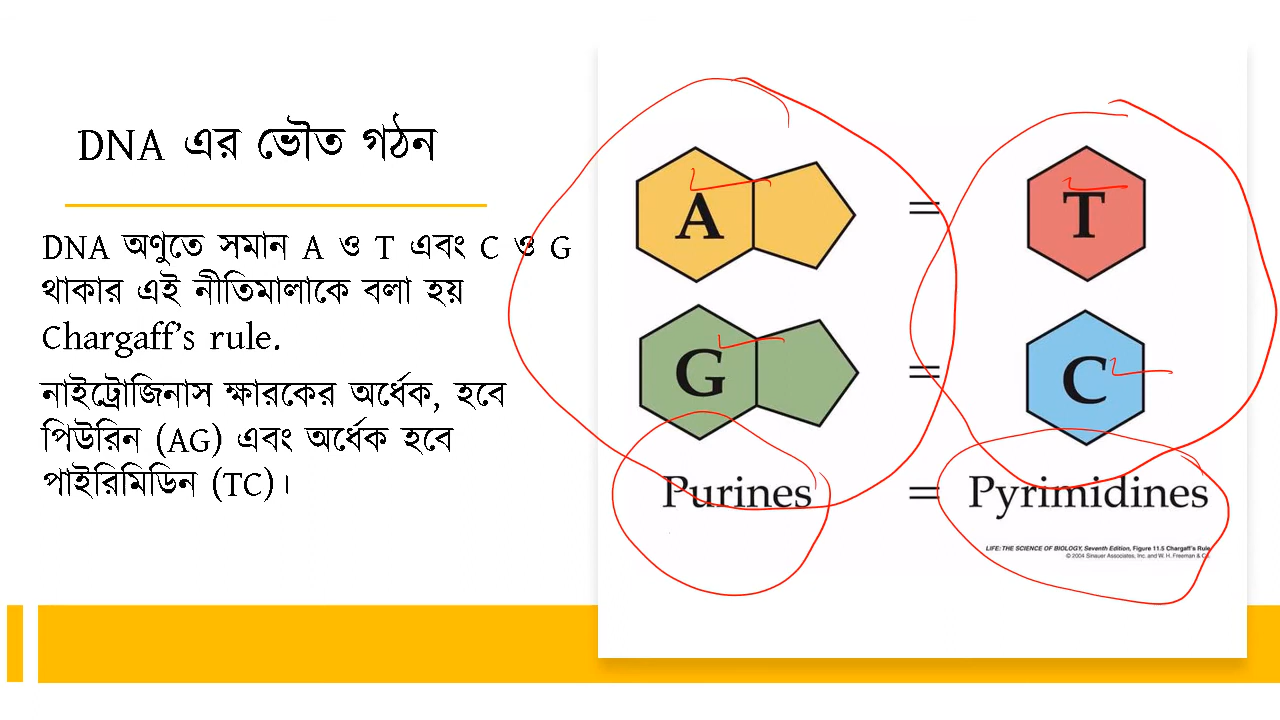 DNA এর ভৌত গঠন
DNA অণুতে সমান A ও T এবং C ও G
থাকার এই নীতিমালাকে বলা হয়
Chargaff’s rule.
নাইট্রোজিনাস ক্ষারকের অর্ধেক, হবে
পিউরিন (AG) এবং অর্ধেক হবে
পাইরিমিডিন (TC)।
A = T
G = C
Purines = Pyrimidines
LIFE: THE SCIENCE OF BIOLOGY, Seventh Edition, Figure 11.5 Chargaff's Rule
© 2004 Sinauer Associates, Inc. and W. H. Freeman & Co.